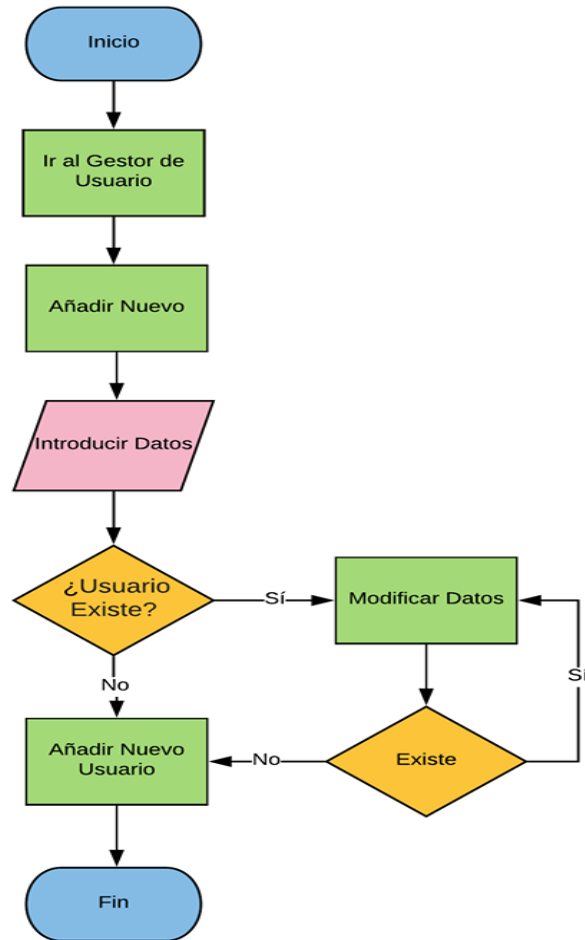 Inicio
Ir al Gestor de
Usuario
Añadir Nuevo
Introducir Datos
¿Usuario
Existe?
Sí
Modificar Datos
No
Sí
Añadir Nuevo
Usuario
No
Existe
Fin